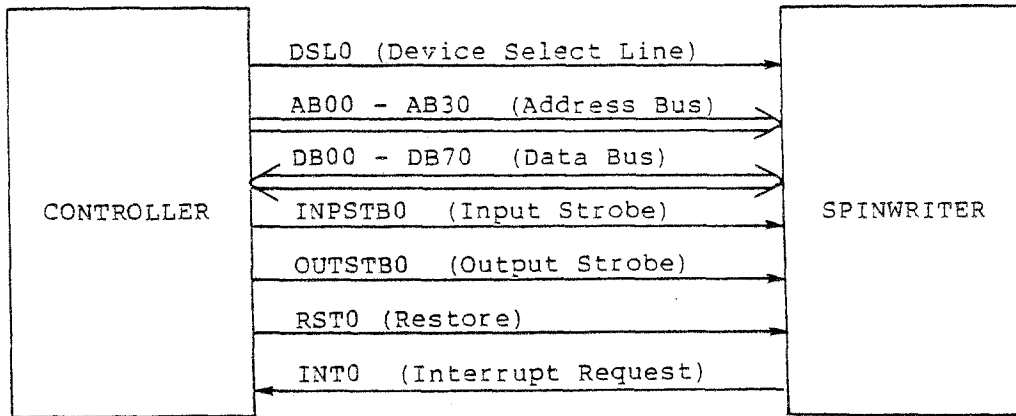 DSL0 (Device Select Line)
AB00 - AB30 (Address Bus)
DB00 - DB70 (Data Bus)
CONTROLLER
INPSTB0 (Input Strobe)
SPINWRITER
OUTSTB0 (Output Strobe)
RST0 (Restore)
INT0 (Interrupt Request)